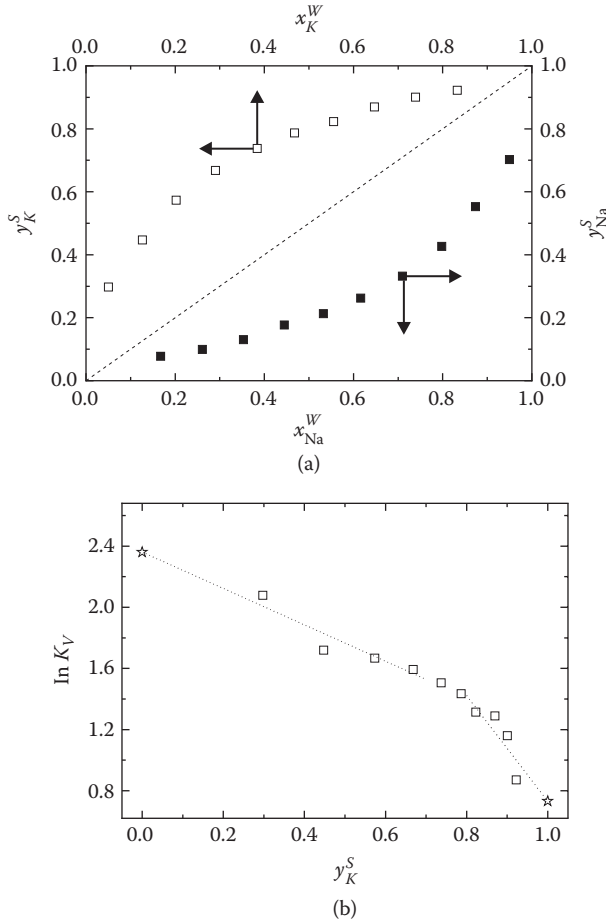 x_K^W
0.0 0.2 0.4 0.6 0.8 1.0
1.0 1.0
0.8 0.8
0.6 0.6
0.4 0.4
0.2 0.2
0.0 0.0
y_K^S
y_Na^S
0.0 0.2 0.4 0.6 0.8 1.0
x_Na^W
(a)
2.4
2.0
1.6
1.2
0.8
ln K_V
0.0 0.2 0.4 0.6 0.8 1.0
y_K^S
(b)